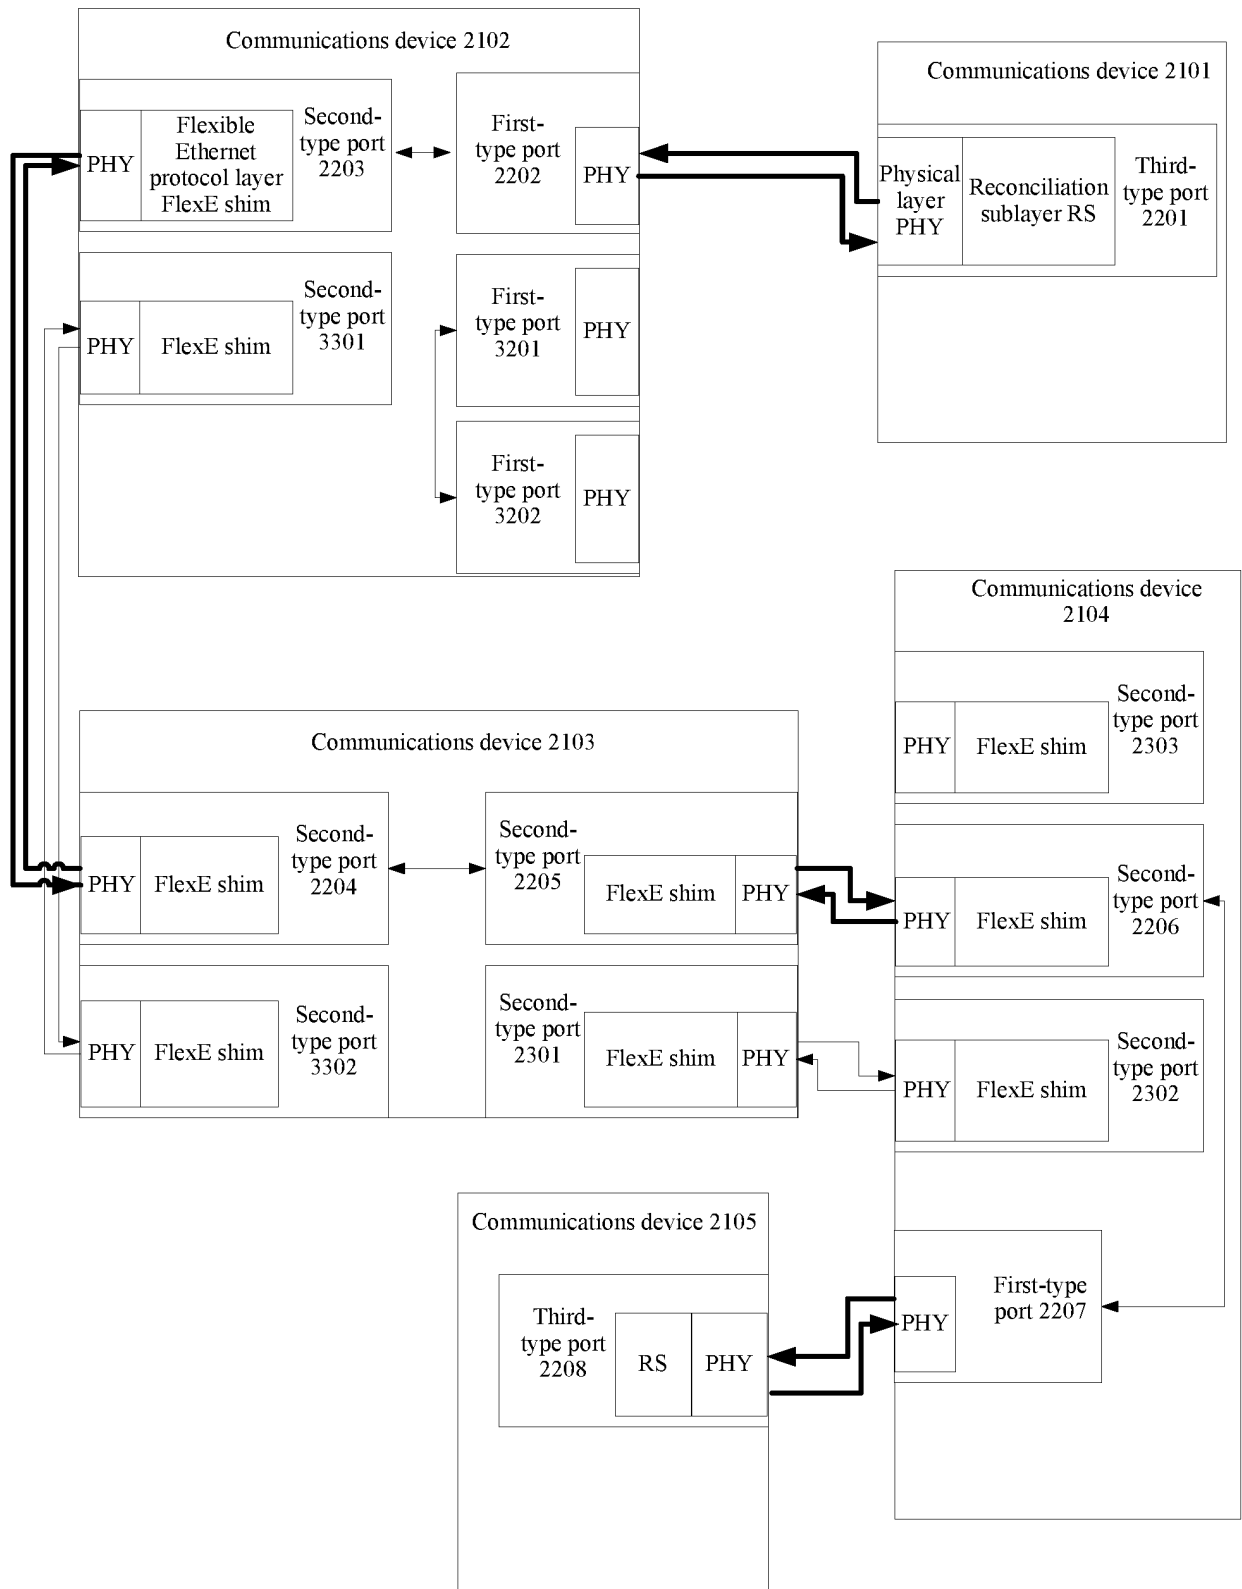 Communications device 2102
PHY
Flexible
Ethernet
protocol layer
FlexE shim
Second-
type port
2203
First-
type port
2202
PHY
Communications device 2101
Physical
layer
PHY
Reconciliation
sublayer RS
Third-
type port
2201
PHY
FlexE shim
Second-
type port
3301
First-
type port
3201
PHY
First-
type port
3202
PHY
Communications device
2104
PHY
FlexE shim
Second-
type port
2303
Communications device 2103
PHY
FlexE shim
Second-
type port
2204
Second-
type port
2205
FlexE shim
PHY
PHY
FlexE shim
Second-
type port
2206
PHY
FlexE shim
Second-
type port
3302
Second-
type port
2301
FlexE shim
PHY
PHY
FlexE shim
Second-
type port
2302
Communications device 2105
Third-
type port
2208
RS
PHY
PHY
First-type
port 2207